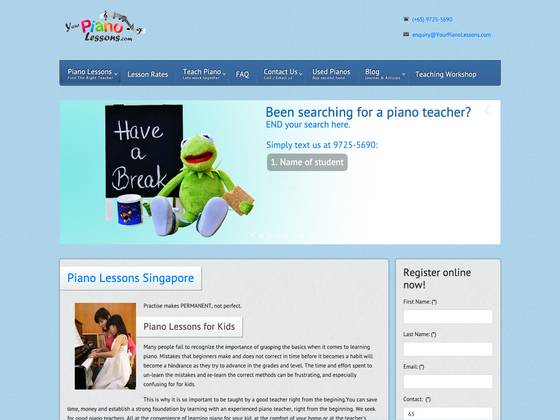 Your Piano Lessons.com
(+65) 9725-5690
enquiry@YourPianoLessons.com
Piano Lessons
Find The Right Teacher
Lesson Rates
Teach Piano
Lets work together
FAQ
Contact Us
Call / Email us
Used Pianos
Buy second hand
Blog
Journal & Articles
Teaching Workshop
Have
a
Break
Been searching for a piano teacher?
END your search here.
Simply text us at 9725-5690:
1. Name of student
Piano Lessons Singapore
Practise makes PERMANENT, not perfect.
Piano Lessons for Kids
Many people fail to recognize the importance of grasping the basics when it comes to learning
piano. Mistakes that beginners make and does not correct in time before it becomes a habit will
become a hindrance as they try to advance in the grades and level. The time and effort spent to
un-learn the mistakes and re-learn the correct methods can be frustrating, and especially
confusing for for kids.
This is why it is so important to be taught by a good teacher right from the begining.You can save
time, money and establish a strong foundation by learning with an experienced piano teacher, right from the beginning. We seek
for good piano teachers. All at the convenience of learning piano for your kid, at the comfort of your home or at the teacher's
Register online
now!
First Name: (*)
Last Name: (*)
Email: (*)
Contact: (*)
65